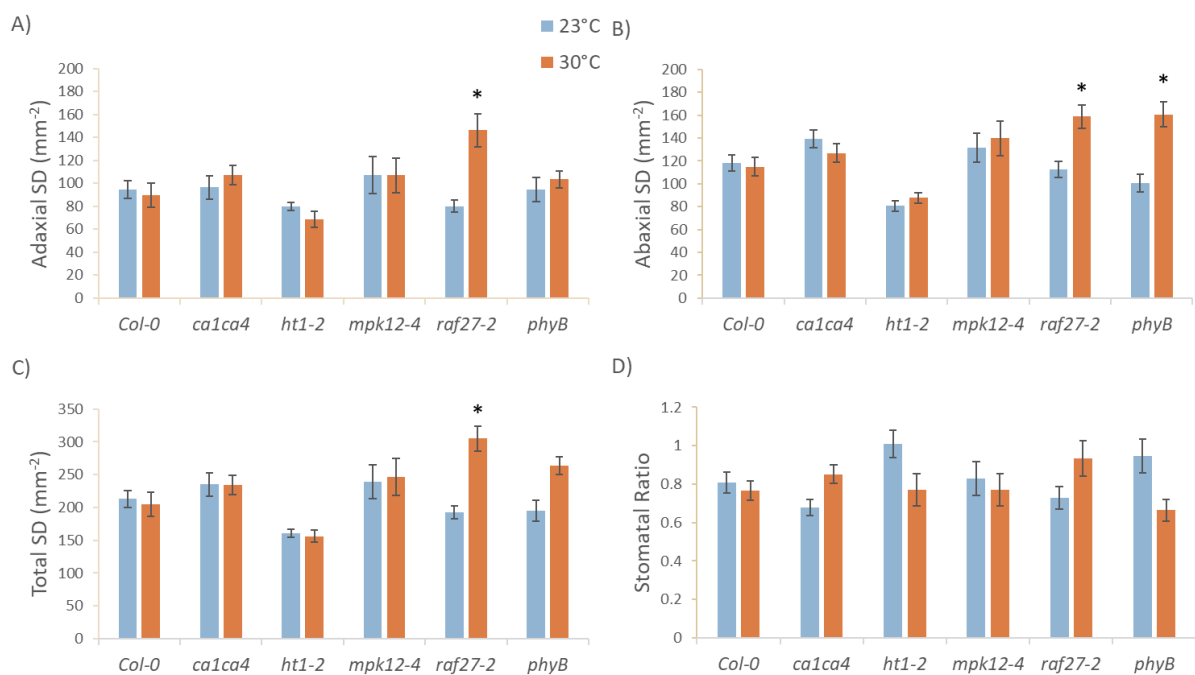 A)
23°C
30°C
Adaxial SD (mm⁻²)
200
180
160
140
120
100
80
60
40
20
0
*
Col-0 ca1ca4 ht1-2 mpk12-4 raf27-2 phyB
B)
Abaxial SD (mm⁻²)
200
180
160
140
120
100
80
60
40
20
0
* *
Col-0 ca1ca4 ht1-2 mpk12-4 raf27-2 phyB
C)
Total SD (mm⁻²)
350
300
250
200
150
100
50
0
*
Col-0 ca1ca4 ht1-2 mpk12-4 raf27-2 phyB
D)
Stomatal Ratio
1.2
1
0.8
0.6
0.4
0.2
0
Col-0 ca1ca4 ht1-2 mpk12-4 raf27-2 phyB